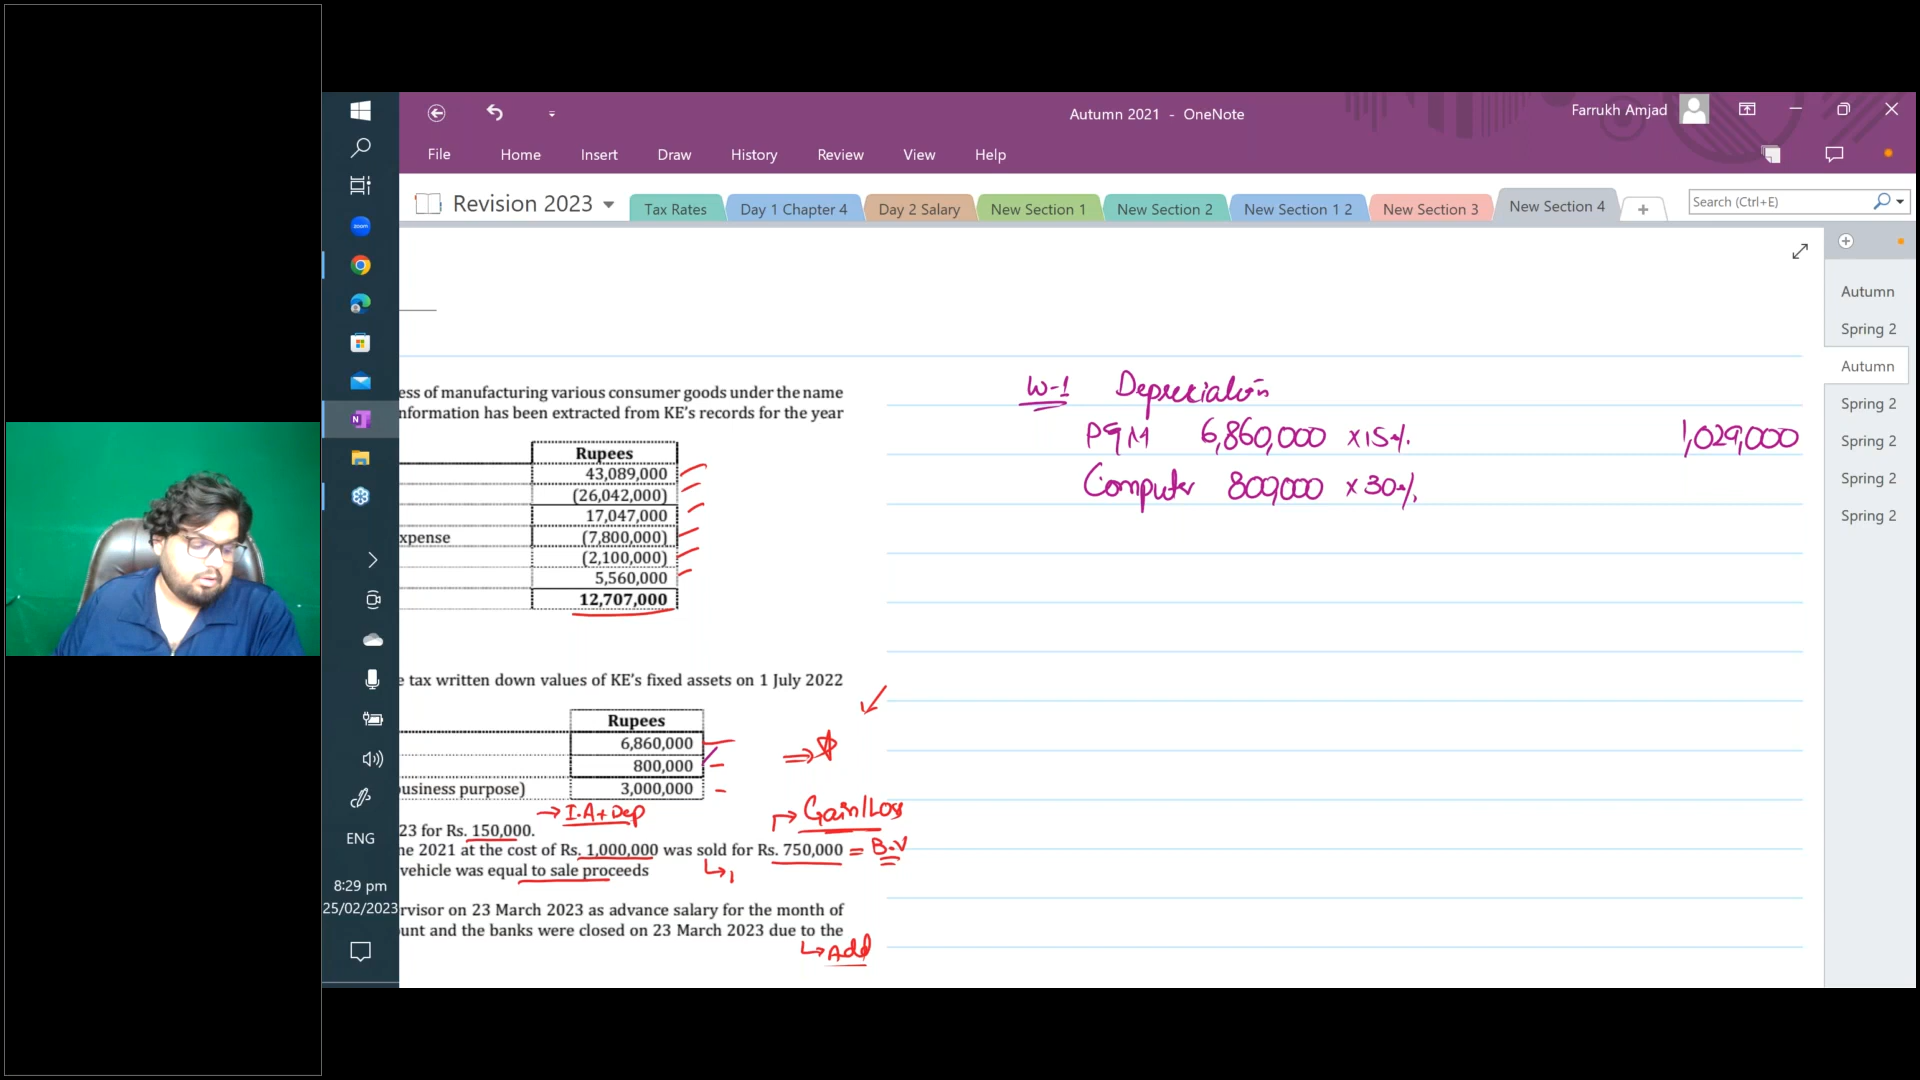 Autumn 2021 - OneNote
Farrukh Amjad
File Home Insert Draw History Review View Help
Revision 2023
Tax Rates
Day 1 Chapter 4
Day 2 Salary
New Section 1
New Section 2
New Section 1 2
New Section 3
New Section 4
+
Search (Ctrl+E)
zoom
Autumn
Spring 2
Autumn
Spring 2
Spring 2
Spring 2
Spring 2
ess of manufacturing various consumer goods under the name
nformation has been extracted from KE's records for the year
Rupees
43,089,000
(26,042,000)
17,047,000
xpense (7,800,000)
(2,100,000)
5,560,000
12,707,000
e tax written down values of KE's fixed assets on 1 July 2022
Rupees
6,860,000
800,000
usiness purpose) 3,000,000
→ I.A + Dep
→ Gain/Loss
23 for Rs. 150,000.
ne 2021 at the cost of Rs. 1,000,000 was sold for Rs. 750,000 = B.V
vehicle was equal to sale proceeds
rvisor on 23 March 2023 as advance salary for the month of
unt and the banks were closed on 23 March 2023 due to the
Add
W-1 Depreciation
P&M 6,860,000 x15% 1,029,000
Computer 800,000 x 30%
ENG
8:29 pm
25/02/2023